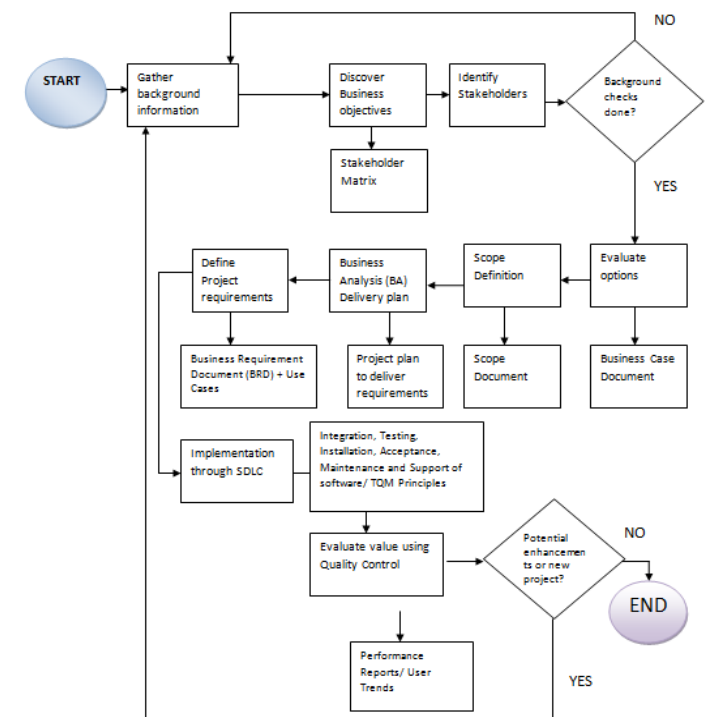 NO
START
Gather
background
information
Discover
Business
objectives
Identify
Stakeholders
Background
checks
done?
Stakeholder
Matrix
YES
Define
Project
requirements
Business
Analysis (BA)
Delivery plan
Scope
Definition
Evaluate
options
Business Requirement
Document (BRD) + Use
Cases
Project plan
to deliver
requirements
Scope
Document
Business Case
Document
Implementation
through SDLC
Integration, Testing,
Installation, Acceptance,
Maintenance and Support of
software/ TQM Principles
Evaluate value using
Quality Control
Potential
enhancemen
ts or new
project?
NO
END
Performance
Reports/ User
Trends
YES